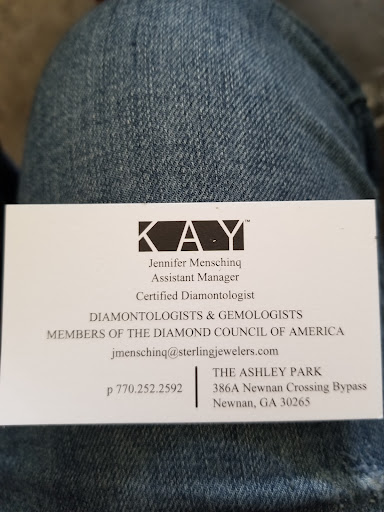 KAY™
Jennifer Menschinq
Assistant Manager
Certified Diamontologist
DIAMONTOLOGISTS & GEMOLOGISTS
MEMBERS OF THE DIAMOND COUNCIL OF AMERICA
jmenschinq@sterlingjewelers.com
p 770.252.2592
THE ASHLEY PARK
386A Newnan Crossing Bypass
Newnan, GA 30265